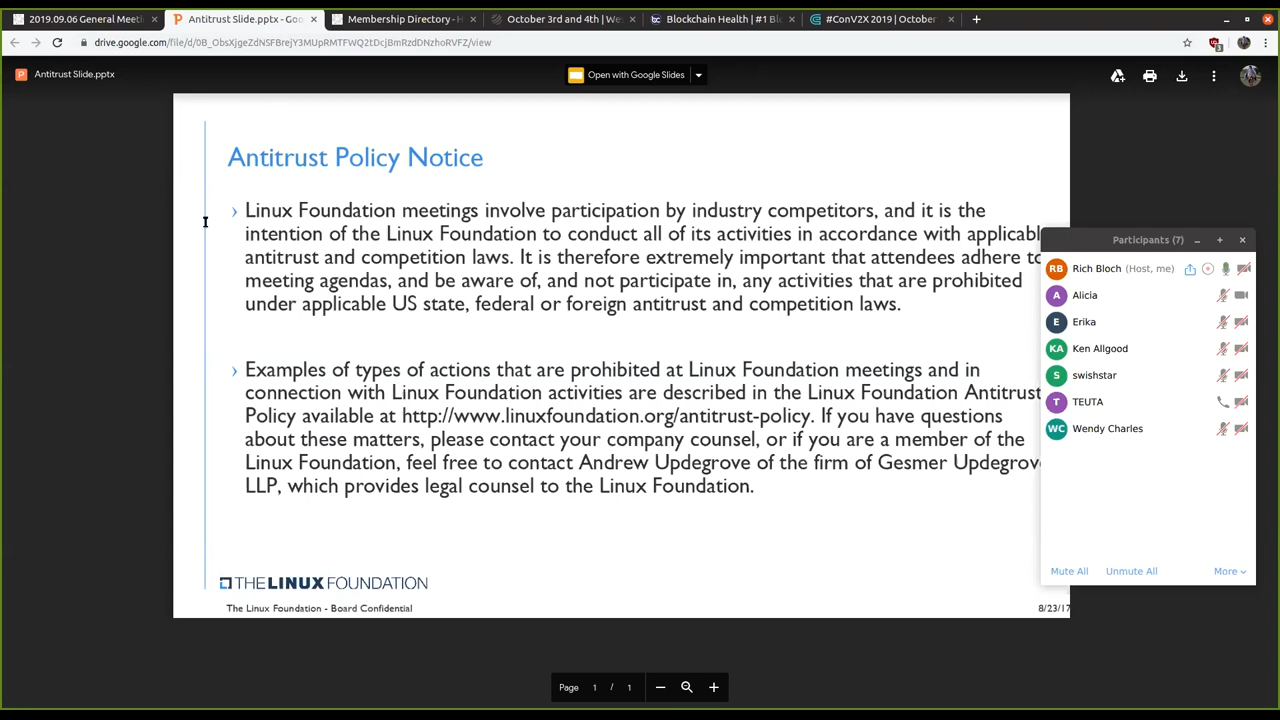 2019.09.06 General Meeti
Antitrust Slide.pptx - Goo
Membership Directory - H
October 3rd and 4th | Wes
Blockchain Health | #1 Blo
#ConV2X 2019 | October
drive.google.com/file/d/0B_ObsXjgeZdNSFBrejY3MUpRMTFWQ2tDcjBmRzdDNzhoRVFZ/view
3
P Antitrust Slide.pptx
Open with Google Slides
Antitrust Policy Notice
Linux Foundation meetings involve participation by industry competitors, and it is the
intention of the Linux Foundation to conduct all of its activities in accordance with applicabl
antitrust and competition laws. It is therefore extremely important that attendees adhere to
meeting agendas, and be aware of, and not participate in, any activities that are prohibited
under applicable US state, federal or foreign antitrust and competition laws.
Examples of types of actions that are prohibited at Linux Foundation meetings and in
connection with Linux Foundation activities are described in the Linux Foundation Antitrust
Policy available at http://www.linuxfoundation.org/antitrust-policy. If you have questions
about these matters, please contact your company counsel, or if you are a member of the
Linux Foundation, feel free to contact Andrew Updegrove of the firm of Gesmer Updegrove
LLP, which provides legal counsel to the Linux Foundation.
THE LINUX FOUNDATION
The Linux Foundation - Board Confidential
8/23/17
Participants (7)
RB Rich Bloch (Host, me)
A Alicia
E Erika
KA Ken Allgood
S swishstar
T TEUTA
WC Wendy Charles
Mute All
Unmute All
More
Page 1 / 1